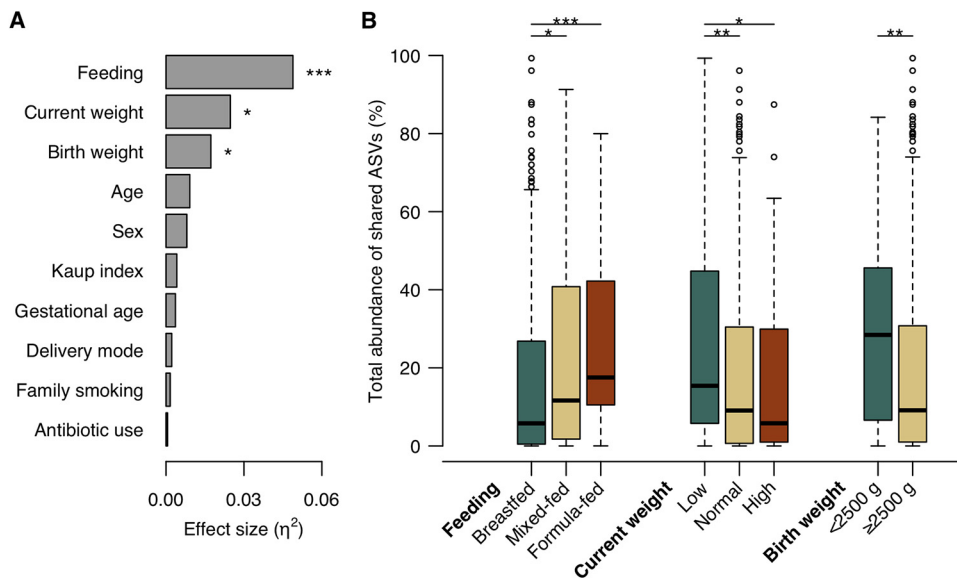 A
Feeding
***
Current weight
*
Birth weight
*
Age
Sex
Kaup index
Gestational age
Delivery mode
Family smoking
Antibiotic use
0.00 0.03 0.06
Effect size (η²)
B
Total abundance of shared ASVs (%)
100
80
60
40
20
0
***
*
*
**
**
Feeding
Breastfed
Mixed-fed
Formula-fed
Current weight
Low
Normal
High
Birth weight
<2500 g
≥2500 g